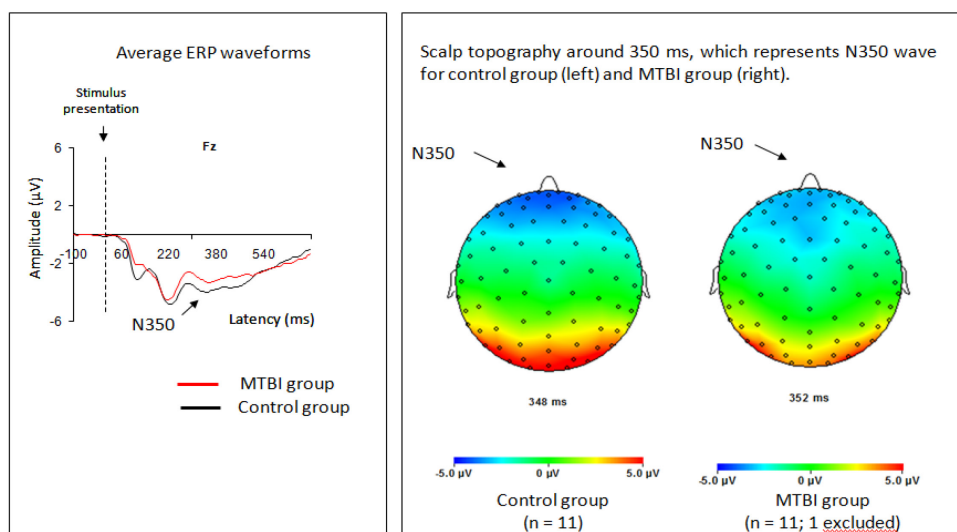 Average ERP waveforms
Stimulus
presentation
Fz
6
2
-2
-6
Amplitude (µV)
-100
60
220
380
540
N350
Latency (ms)
MTBI group
Control group
Scalp topography around 350 ms, which represents N350 wave
for control group (left) and MTBI group (right).
N350
N350
348 ms
352 ms
-5.0 µV 0 µV 5.0 µV
-5.0 µV 0 µV 5.0 µV
Control group
(n = 11)
MTBI group
(n = 11; 1 excluded)